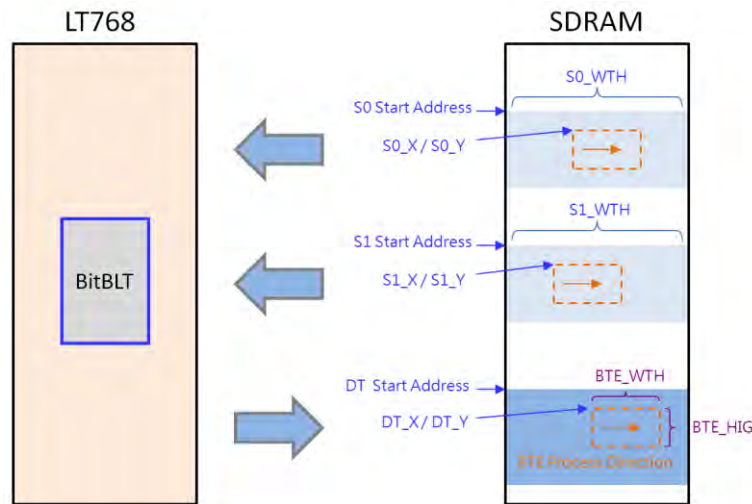 LT768
SDRAM
S0_WTH
S0 Start Address
S0_X / S0_Y
S1_WTH
S1 Start Address
S1_X / S1_Y
BitBLT
DT Start Address
BTE_WTH
DT_X / DT_Y
BTE_HIG
BTE Process Direction